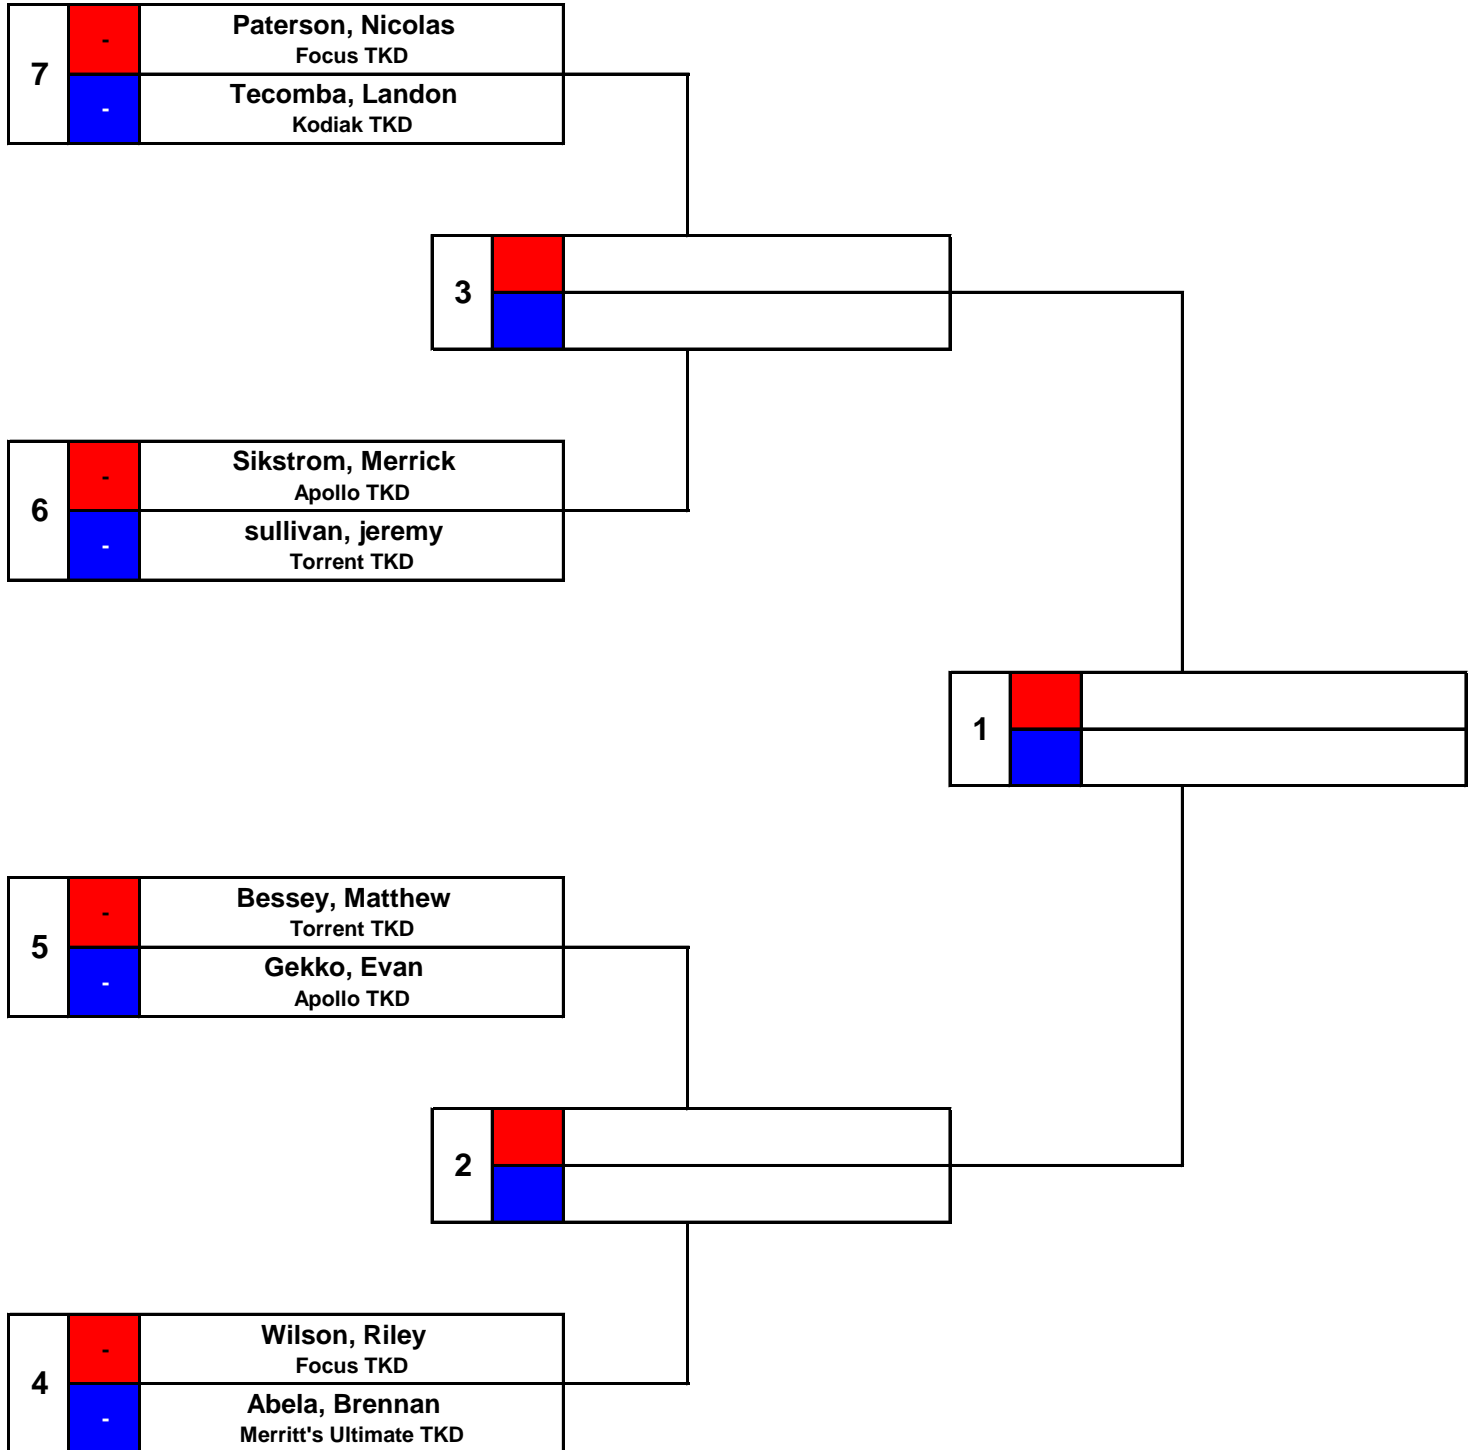 7
-
Paterson, Nicolas
Focus TKD
-
Tecomba, Landon
Kodiak TKD
3
6
-
Sikstrom, Merrick
Apollo TKD
-
sullivan, jeremy
Torrent TKD
1
5
-
Bessey, Matthew
Torrent TKD
-
Gekko, Evan
Apollo TKD
2
4
-
Wilson, Riley
Focus TKD
-
Abela, Brennan
Merritt's Ultimate TKD